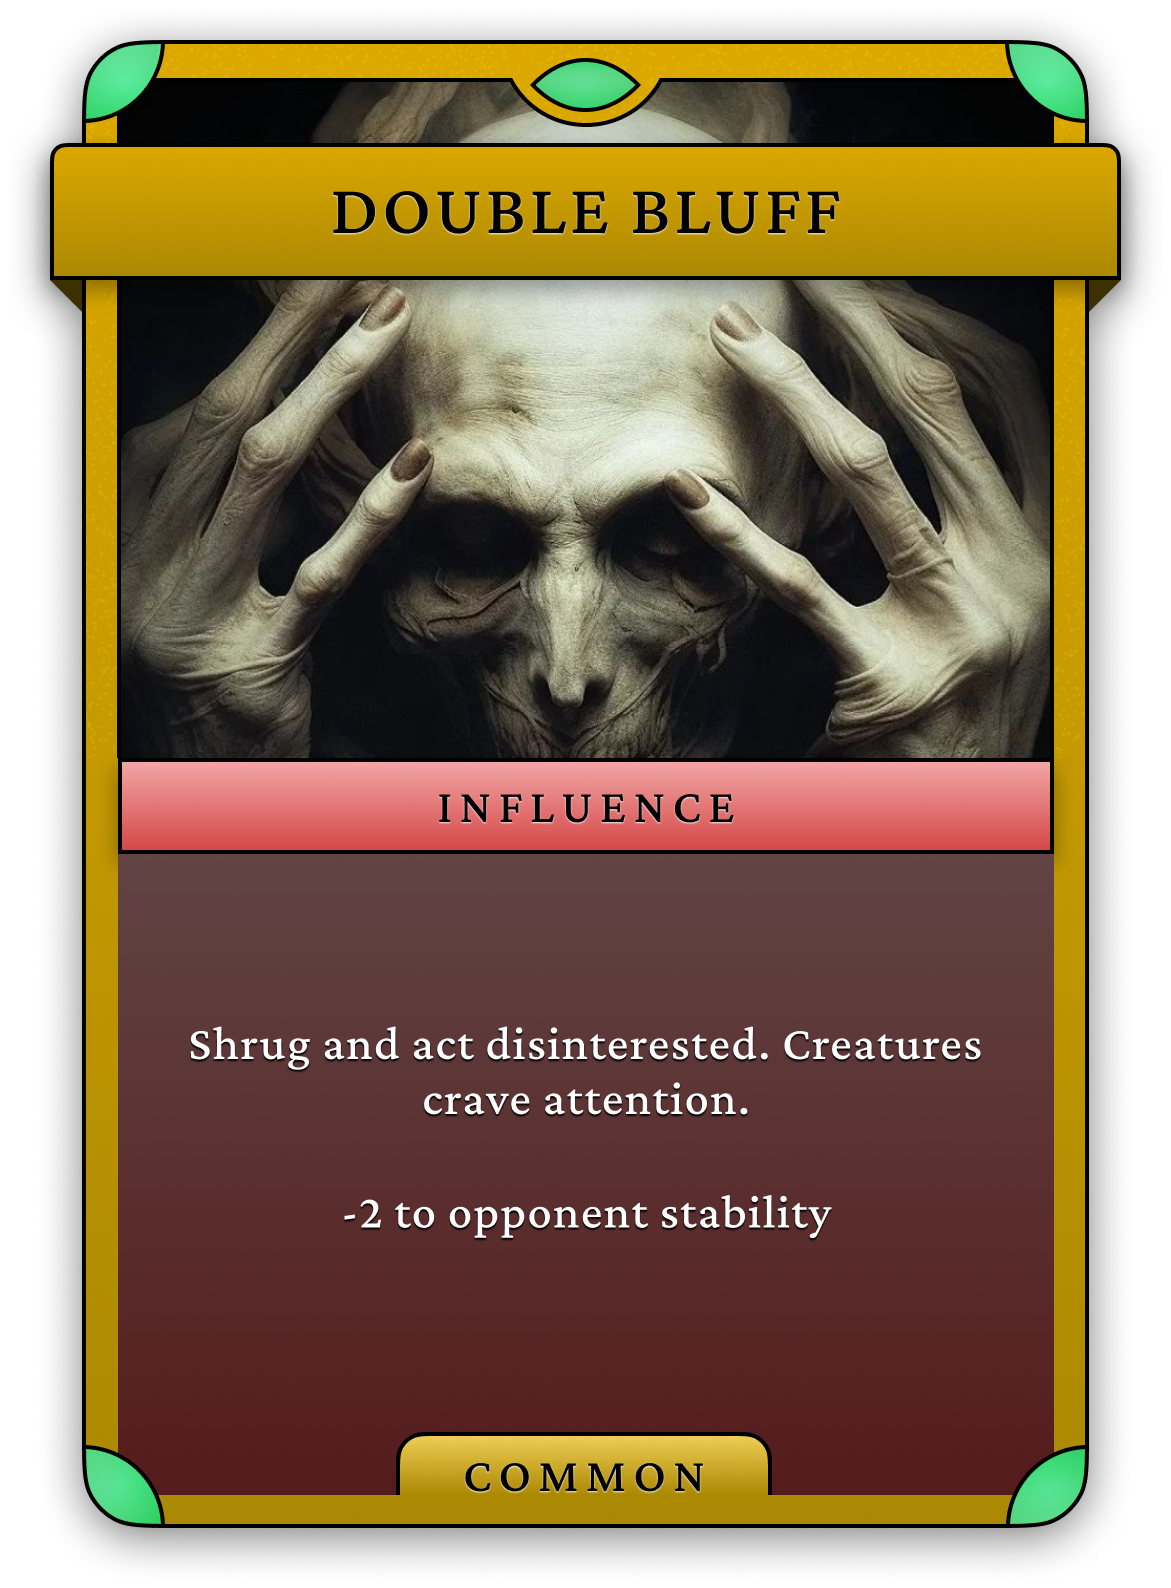 DOUBLE BLUFF
INFLUENCE
Shrug and act disinterested. Creatures
crave attention.
-2 to opponent stability
COMMON